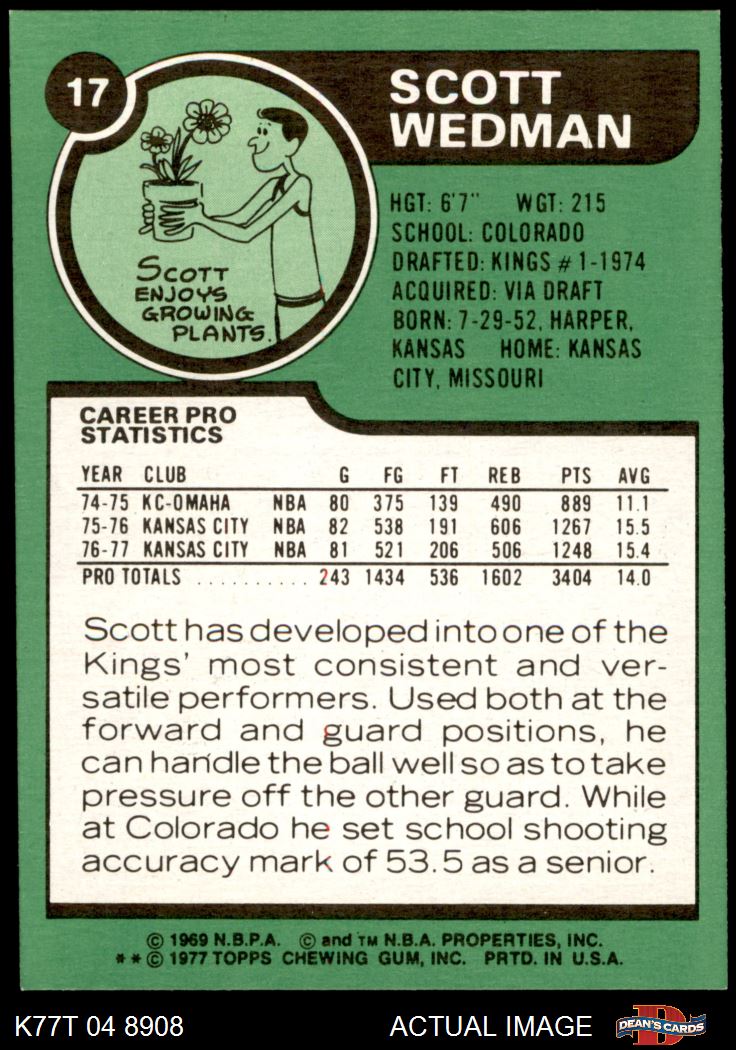 17
SCOTT
WEDMAN
SCOTT
ENJOYS
GROWING
PLANTS.
HGT: 6'7" WGT: 215
SCHOOL: COLORADO
DRAFTED: KINGS #1-1974
ACQUIRED: VIA DRAFT
BORN: 7-29-52, HARPER,
KANSAS HOME: KANSAS
CITY, MISSOURI
CAREER PRO
STATISTICS
YEAR CLUB G FG FT REB PTS AVG
74-75 KC-OMAHA NBA 80 375 139 490 889 11.1
75-76 KANSAS CITY NBA 82 538 191 606 1267 15.5
76-77 KANSAS CITY NBA 81 521 206 506 1248 15.4
PRO TOTALS .......... 243 1434 536 1602 3404 14.0
Scott has developed into one of the
Kings' most consistent and ver-
satile performers. Used both at the
forward and guard positions, he
can handle the ball well so as to take
pressure off the other guard. While
at Colorado he set school shooting
accuracy mark of 53.5 as a senior.
© 1969 N.B.P.A. © and TM N.B.A. PROPERTIES, INC.
**© 1977 TOPPS CHEWING GUM, INC. PRTD. IN U.S.A.
K77T 04 8908 ACTUAL IMAGE D DEAN'S CARDS